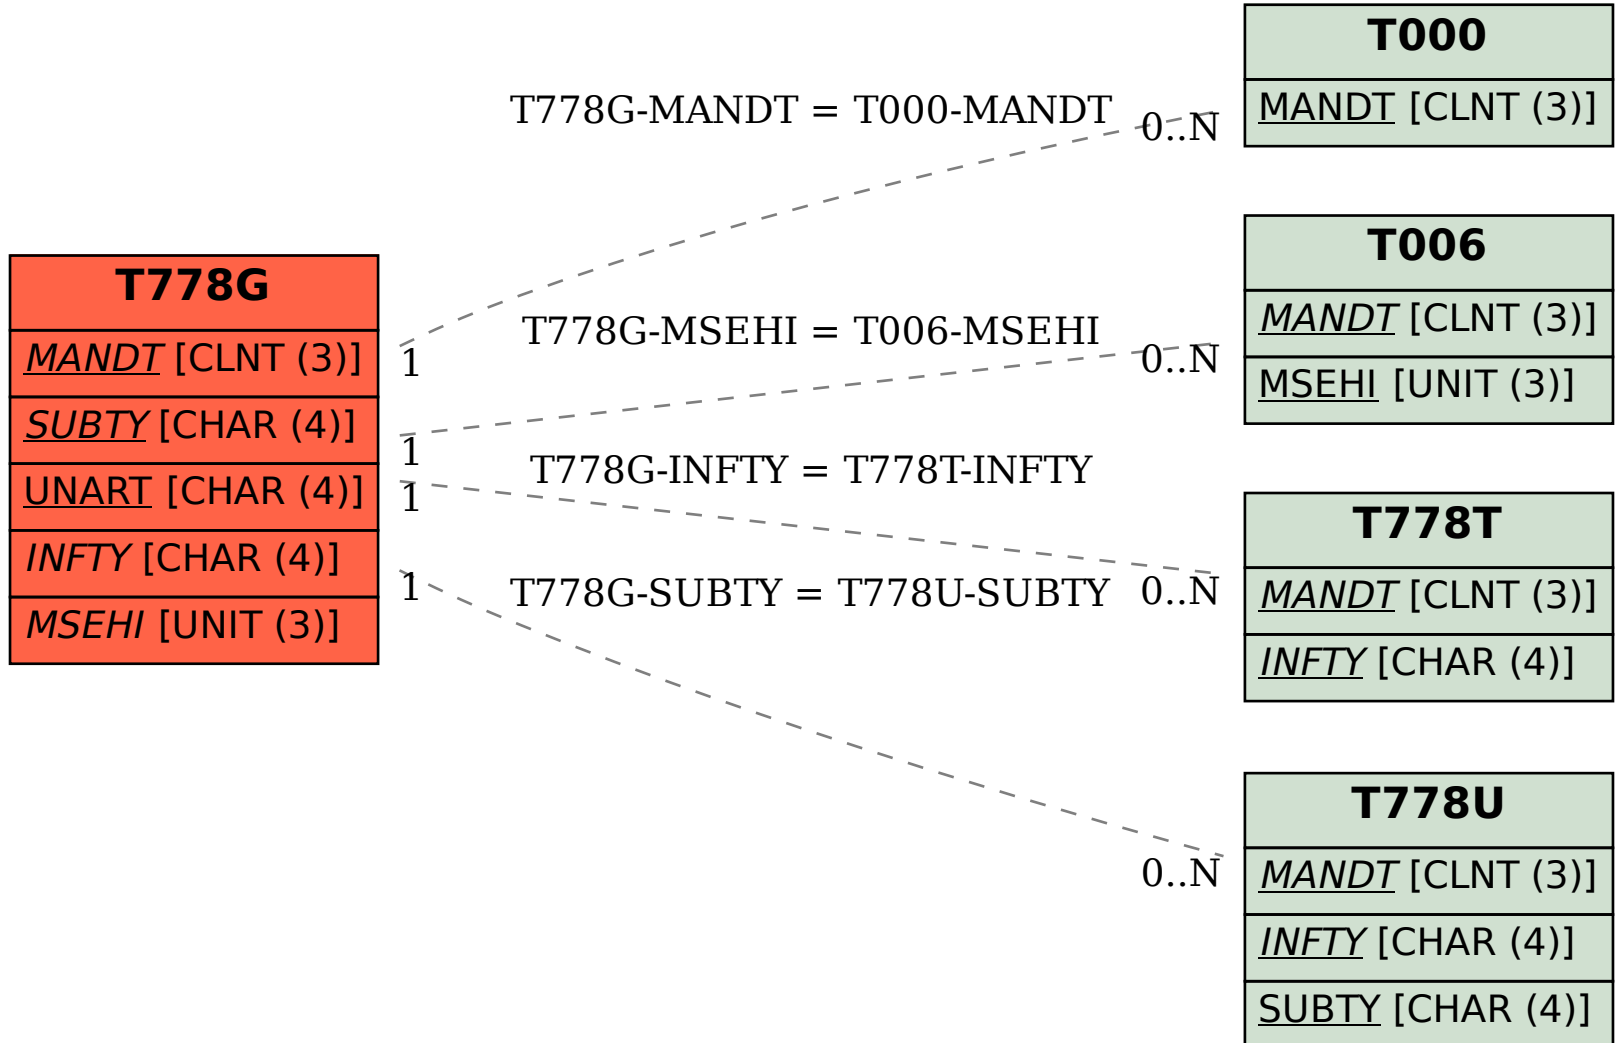 T778G
MANDT [CLNT (3)]
SUBTY [CHAR (4)]
UNART [CHAR (4)]
INFTY [CHAR (4)]
MSEHI [UNIT (3)]
T778G-MANDT = T000-MANDT
1
0..N
T778G-MSEHI = T006-MSEHI
1
0..N
T778G-INFTY = T778T-INFTY
1
0..N
T778G-SUBTY = T778U-SUBTY
1
0..N
T000
MANDT [CLNT (3)]
T006
MANDT [CLNT (3)]
MSEHI [UNIT (3)]
T778T
MANDT [CLNT (3)]
INFTY [CHAR (4)]
T778U
MANDT [CLNT (3)]
INFTY [CHAR (4)]
SUBTY [CHAR (4)]